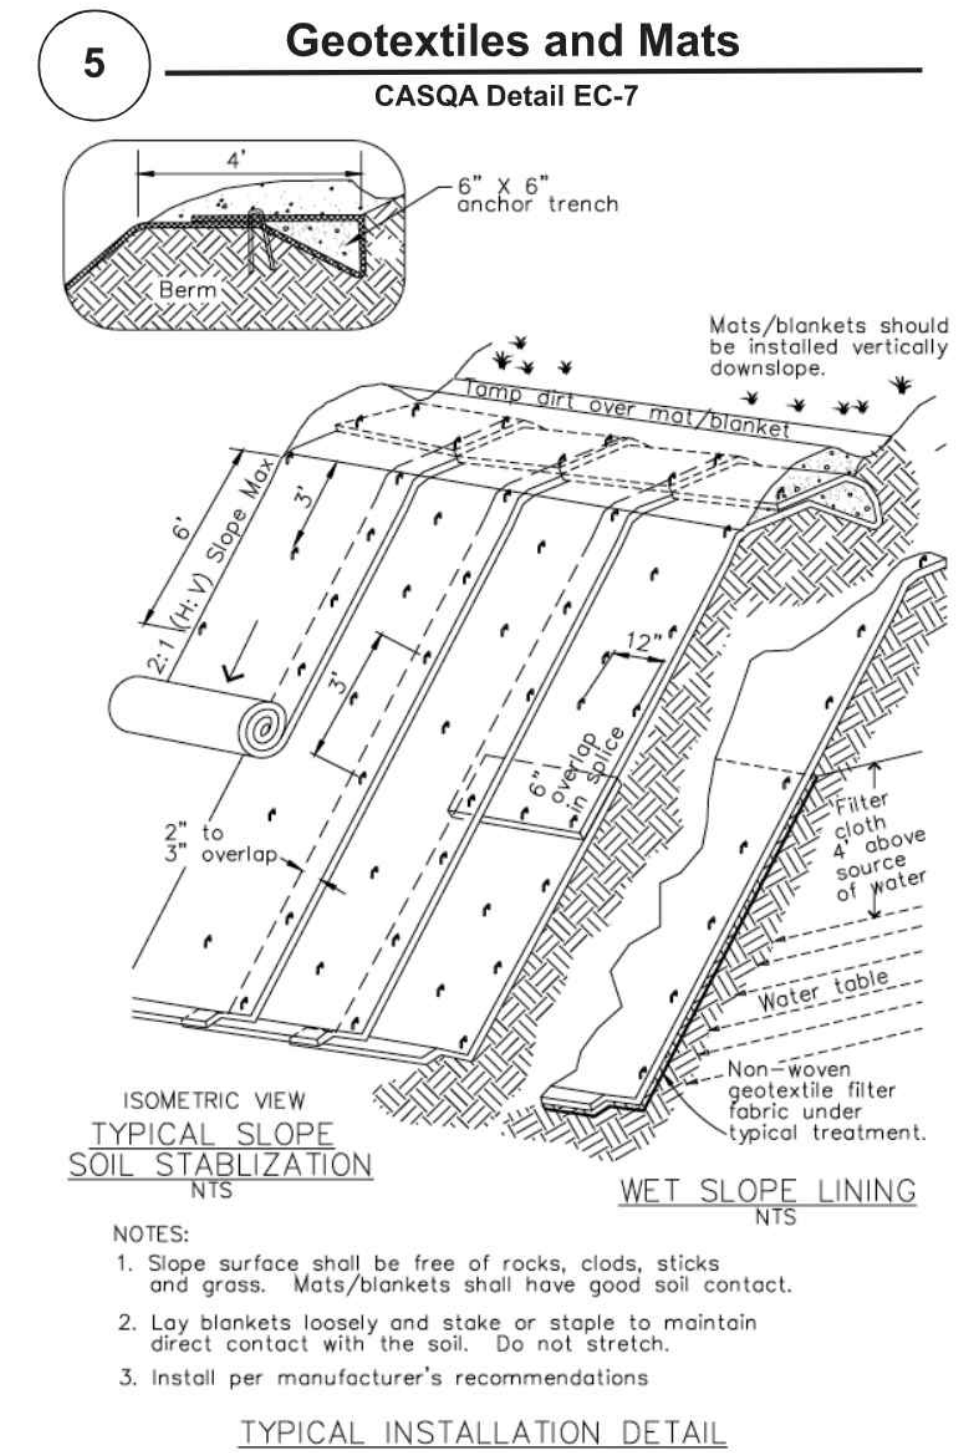 5
Geotextiles and Mats
CASQA Detail EC-7
4'
6" X 6"
anchor trench
Berm
Mats/blankets should
be installed vertically
downslope.
Tamp dirt over mat/blanket
6'
2:1 (H:V) Slope Max
3'
12"
3'
6"
overlap
in splice
2" to
3" overlap
Filter
cloth
4' above
source
of water
Water table
Non-woven
geotextile filter
fabric under
typical treatment.
ISOMETRIC VIEW
TYPICAL SLOPE
SOIL STABLIZATION
NTS
WET SLOPE LINING
NTS
NOTES:
1. Slope surface shall be free of rocks, clods, sticks
and grass. Mats/blankets shall have good soil contact.
2. Lay blankets loosely and stake or staple to maintain
direct contact with the soil. Do not stretch.
3. Install per manufacturer's recommendations
TYPICAL INSTALLATION DETAIL